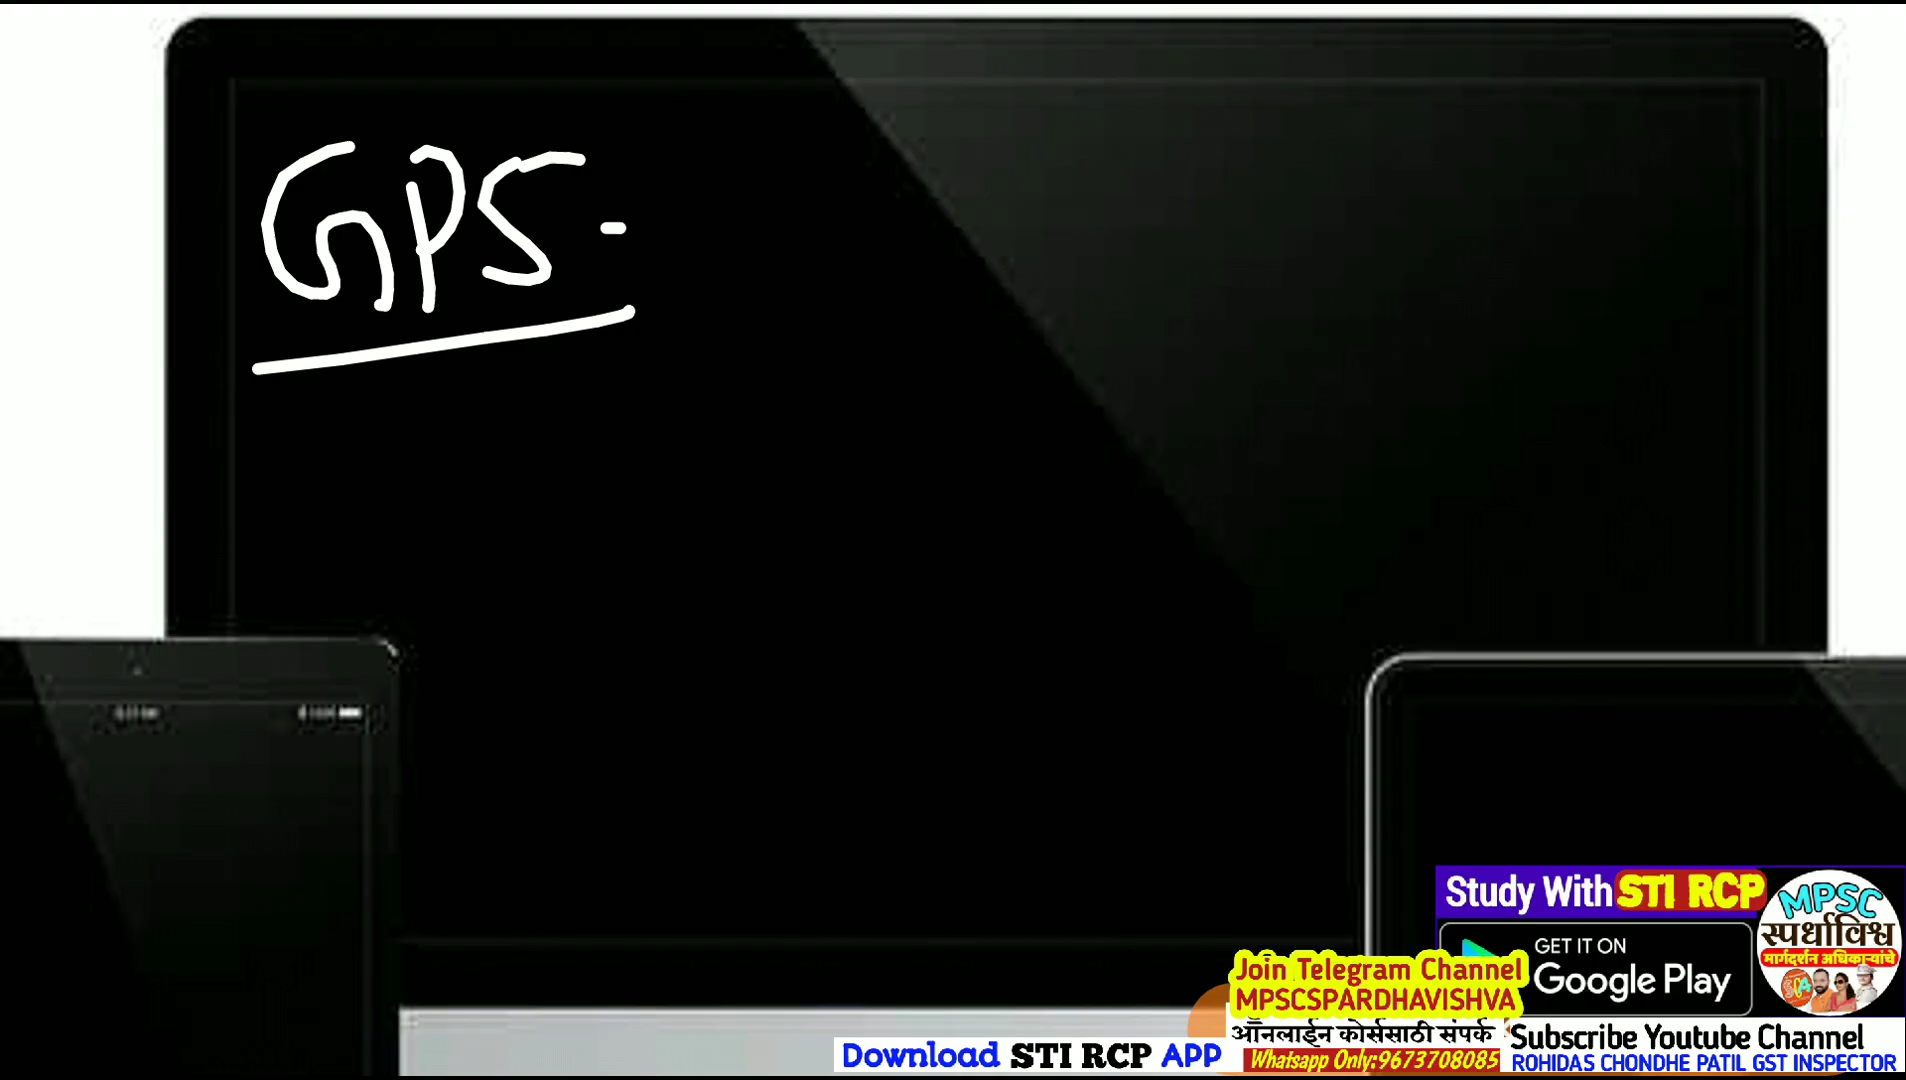 GPS -
Study With STI RCP
MPSC
स्पर्धाविश्व
मार्गदर्शन अधिकाऱ्यांचे
SCA
GET IT ON
Google Play
Join Telegram Channel
MPSCSPARDHAVISHVA
ऑनलाईन कोर्ससाठी संपर्क
Whatsapp Only:9673708085
Download STI RCP APP
Subscribe Youtube Channel
ROHIDAS CHONDHE PATIL GST INSPECTOR